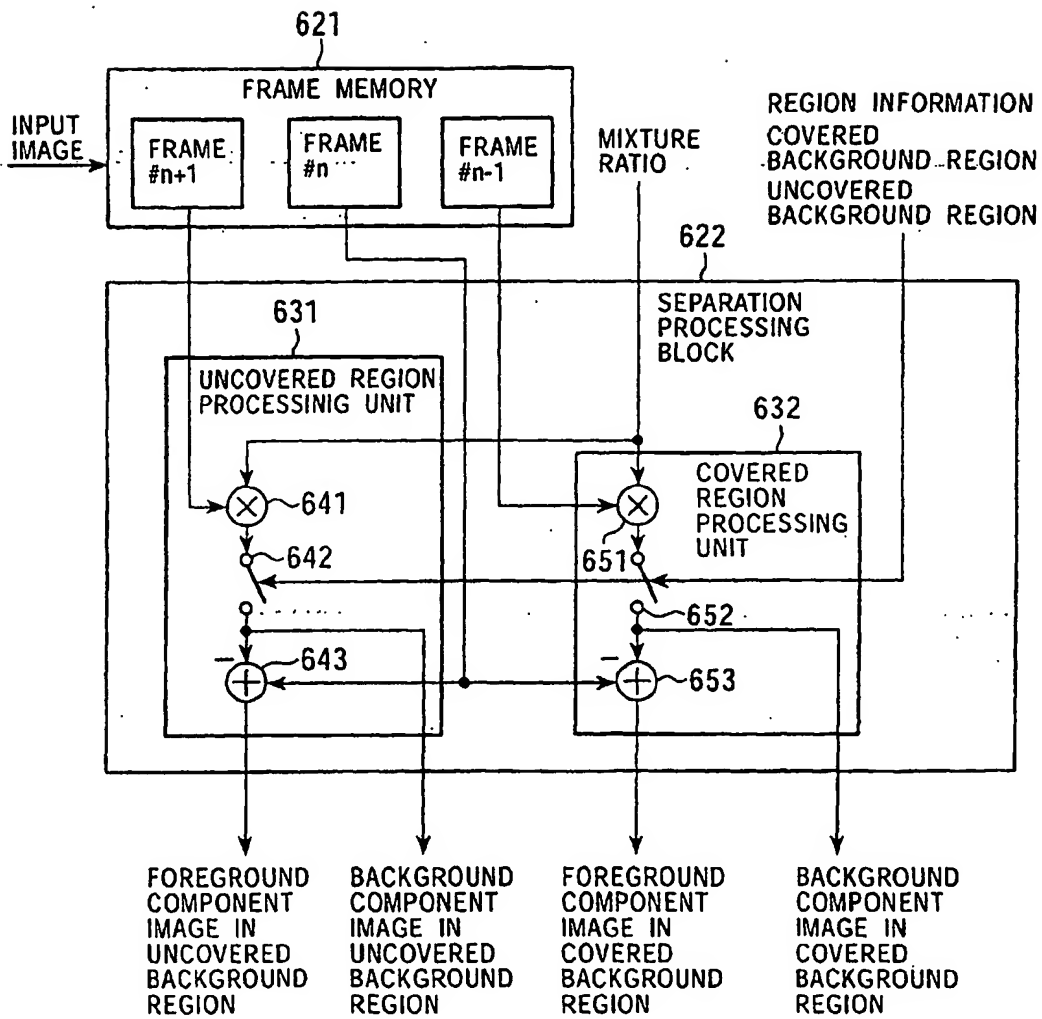 621
FRAME MEMORY
INPUT
IMAGE
FRAME
#n+1
FRAME
#n
FRAME
#n-1
MIXTURE
RATIO
REGION INFORMATION
COVERED
BACKGROUND REGION
UNCOVERED
BACKGROUND REGION
622
SEPARATION
PROCESSING
BLOCK
631
UNCOVERED REGION
PROCESSINIG UNIT
632
COVERED
REGION
PROCESSING
UNIT
×
641
×
651
642
652
−
+
643
−
+
653
FOREGROUND
COMPONENT
IMAGE IN
UNCOVERED
BACKGROUND
REGION
BACKGROUND
COMPONENT
IMAGE IN
UNCOVERED
BACKGROUND
REGION
FOREGROUND
COMPONENT
IMAGE IN
COVERED
BACKGROUND
REGION
BACKGROUND
COMPONENT
IMAGE IN
COVERED
BACKGROUND
REGION